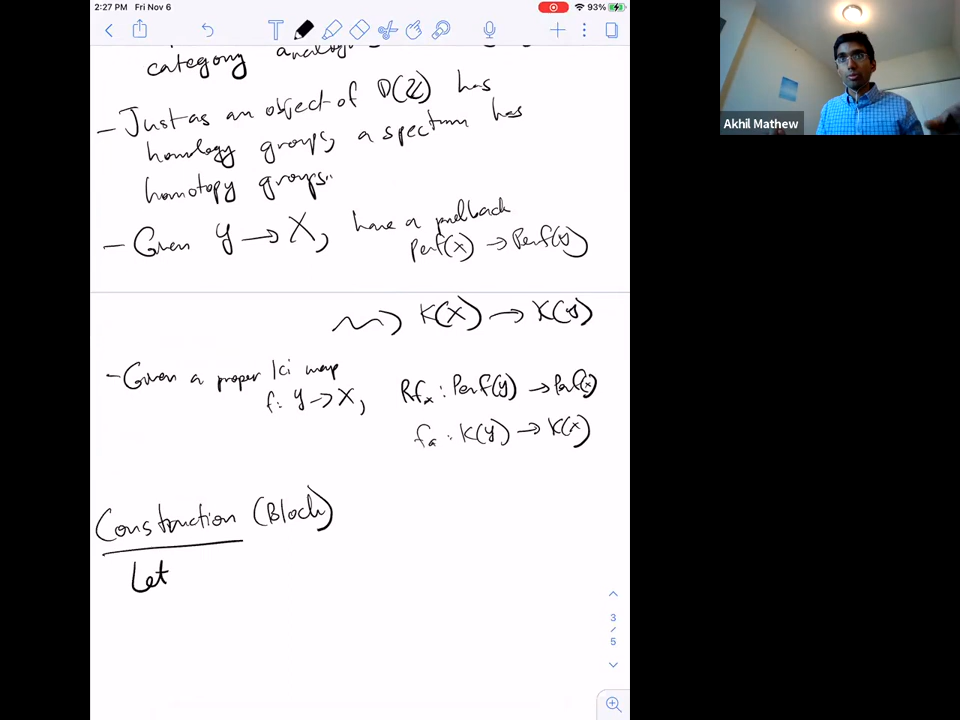 2:27 PM Fri Nov 6
93%
category
- Just as an object of D(Z) has
homology groups, a spectrum has
homotopy groups.
- Given Y → X, have a pullback
Perf(X) → Perf(Y)
⇝ K(X) → K(Y)
- Given a proper lci map
f: Y → X, Rf_* : Perf(Y) → Perf(X)
f_* : K(Y) → K(X)
Construction (Bloch)
Let
3
/
5
Akhil Mathew